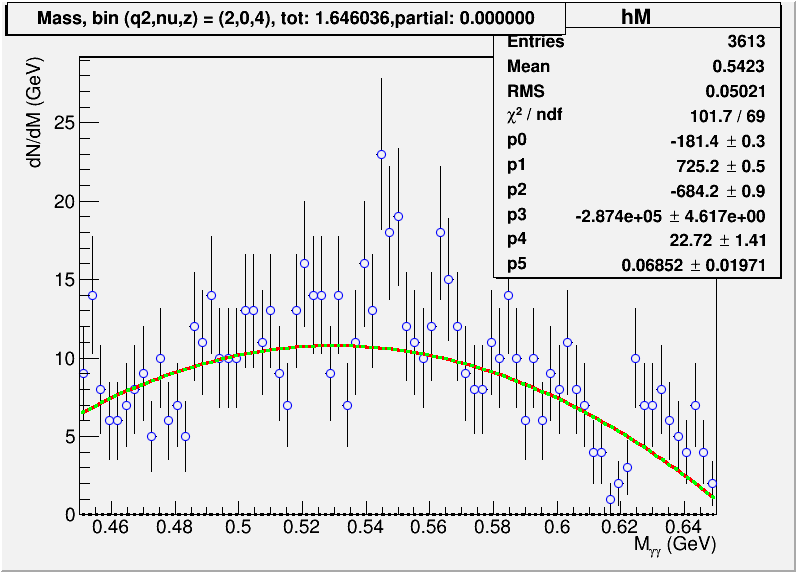 Mass, bin (q2,nu,z) = (2,0,4), tot: 1.646036,partial: 0.000000
hM
Entries 3613
Mean 0.5423
RMS 0.05021
χ² / ndf 101.7 / 69
p0 -181.4 ± 0.3
p1 725.2 ± 0.5
p2 -684.2 ± 0.9
p3 -2.874e+05 ± 4.617e+00
p4 22.72 ± 1.41
p5 0.06852 ± 0.01971
dN/dM (GeV)
25
20
15
10
5
0
0.46 0.48 0.5 0.52 0.54 0.56 0.58 0.6 0.62 0.64
Mγγ (GeV)